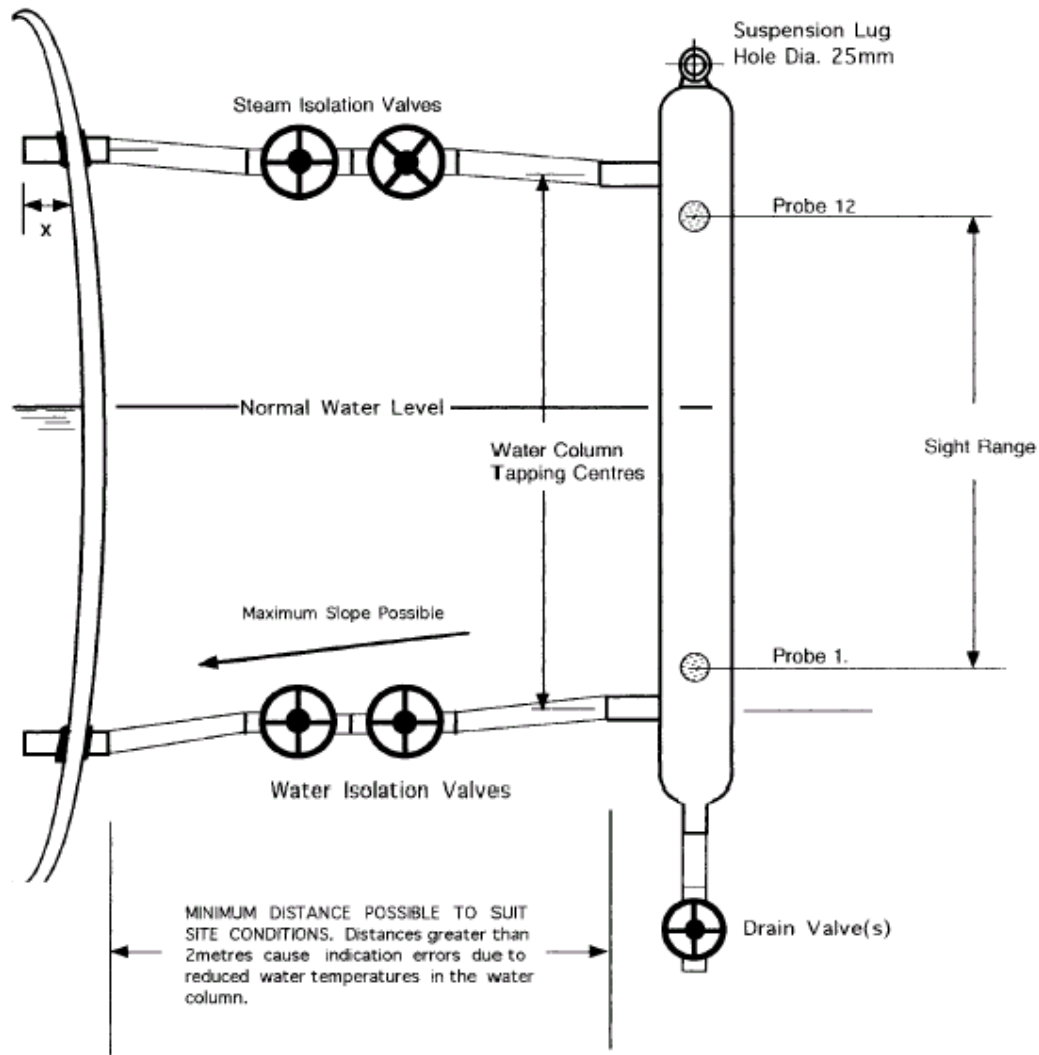 Suspension Lug
Hole Dia. 25mm
Steam Isolation Valves
Probe 12
x
Normal Water Level
Water Column
Tapping Centres
Sight Range
Maximum Slope Possible
Probe 1.
Water Isolation Valves
MINIMUM DISTANCE POSSIBLE TO SUIT
SITE CONDITIONS. Distances greater than
2metres cause indication errors due to
reduced water temperatures in the water
column.
Drain Valve(s)